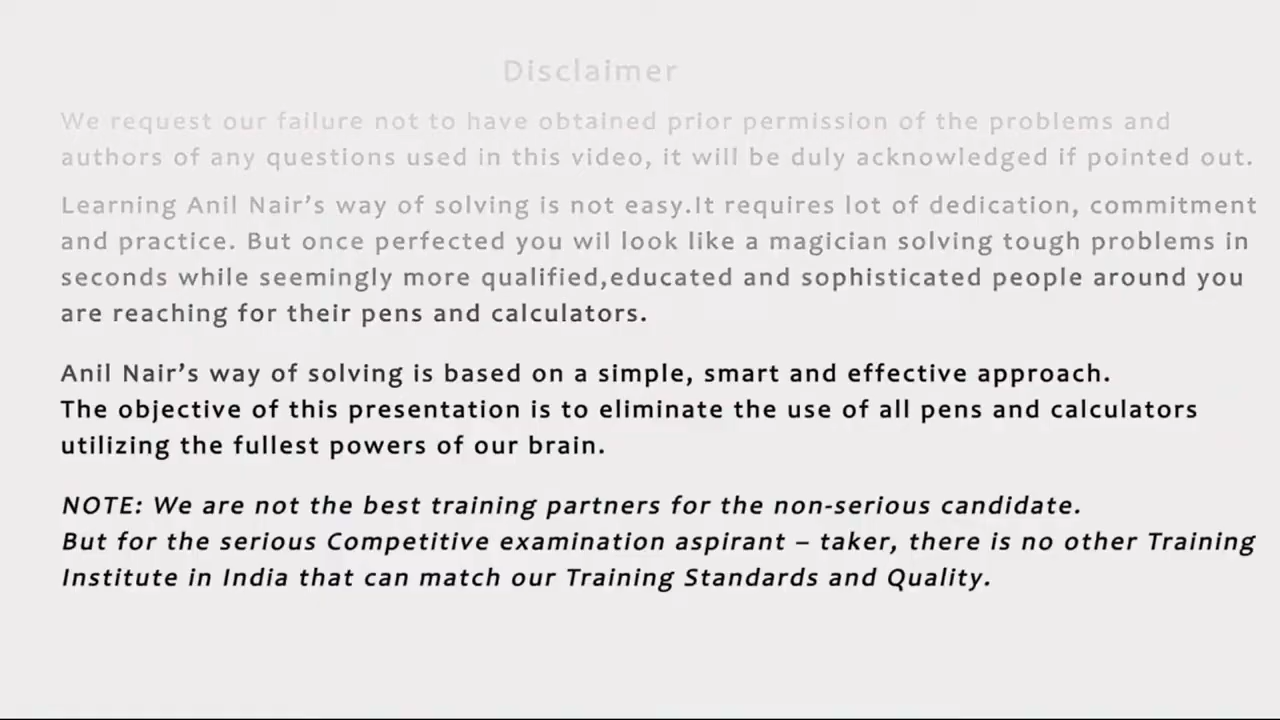 Disclaimer
We request our failure not to have obtained prior permission of the problems and
authors of any questions used in this video, it will be duly acknowledged if pointed out.
Learning Anil Nair’s way of solving is not easy.It requires lot of dedication, commitment
and practice. But once perfected you wil look like a magician solving tough problems in
seconds while seemingly more qualified,educated and sophisticated people around you
are reaching for their pens and calculators.
Anil Nair’s way of solving is based on a simple, smart and effective approach.
The objective of this presentation is to eliminate the use of all pens and calculators
utilizing the fullest powers of our brain.
NOTE: We are not the best training partners for the non-serious candidate.
But for the serious Competitive examination aspirant – taker, there is no other Training
Institute in India that can match our Training Standards and Quality.